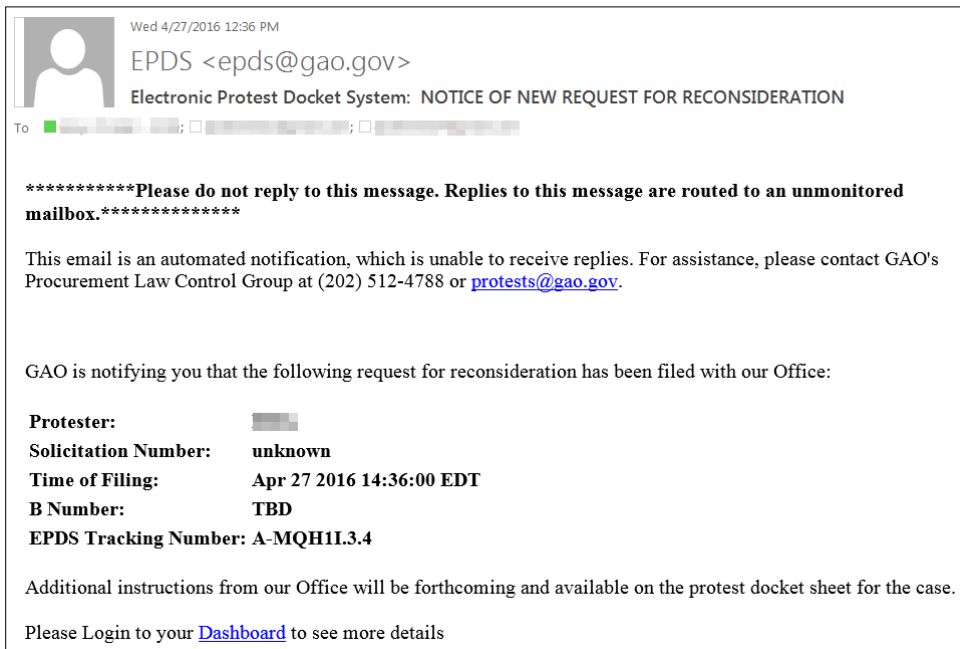 Wed 4/27/2016 12:36 PM
EPDS <epds@gao.gov>
Electronic Protest Docket System: NOTICE OF NEW REQUEST FOR RECONSIDERATION
To ; ;
***********Please do not reply to this message. Replies to this message are routed to an unmonitored
mailbox.**************
This email is an automated notification, which is unable to receive replies. For assistance, please contact GAO's
Procurement Law Control Group at (202) 512-4788 or protests@gao.gov.
GAO is notifying you that the following request for reconsideration has been filed with our Office:
Protester:
Solicitation Number: unknown
Time of Filing: Apr 27 2016 14:36:00 EDT
B Number: TBD
EPDS Tracking Number: A-MQH1I.3.4
Additional instructions from our Office will be forthcoming and available on the protest docket sheet for the case.
Please Login to your Dashboard to see more details